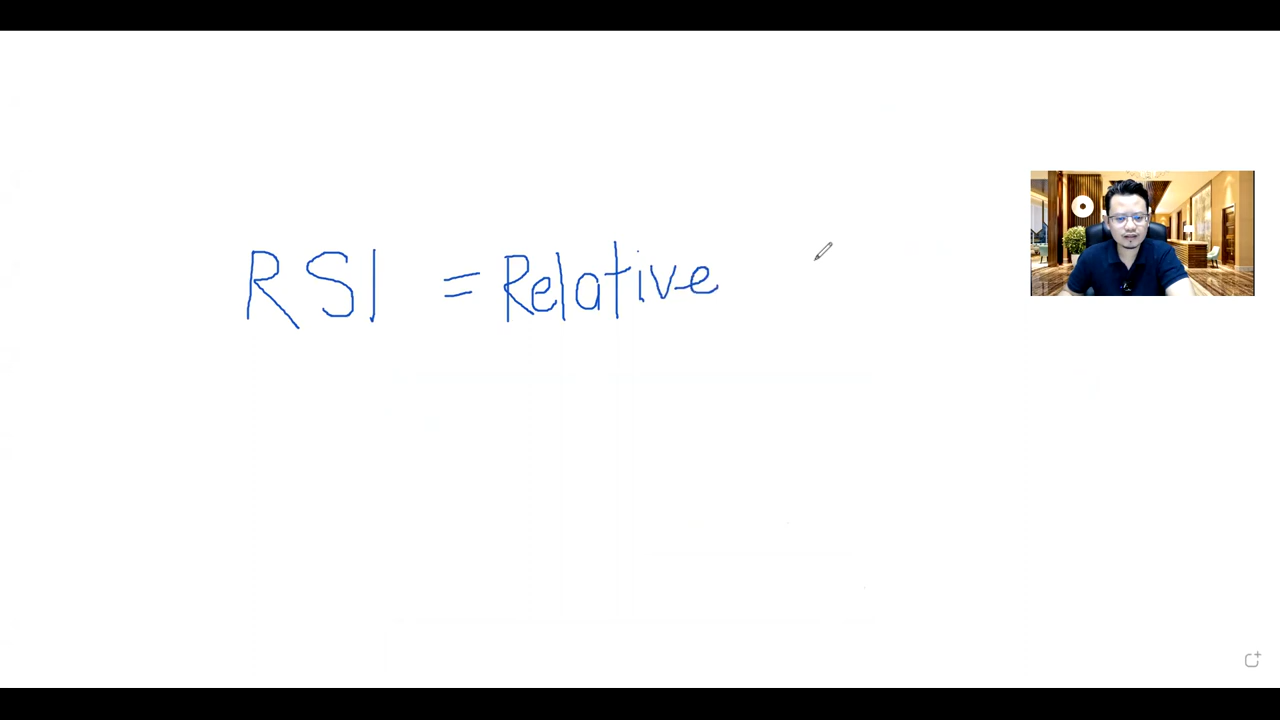 RSI = Relative